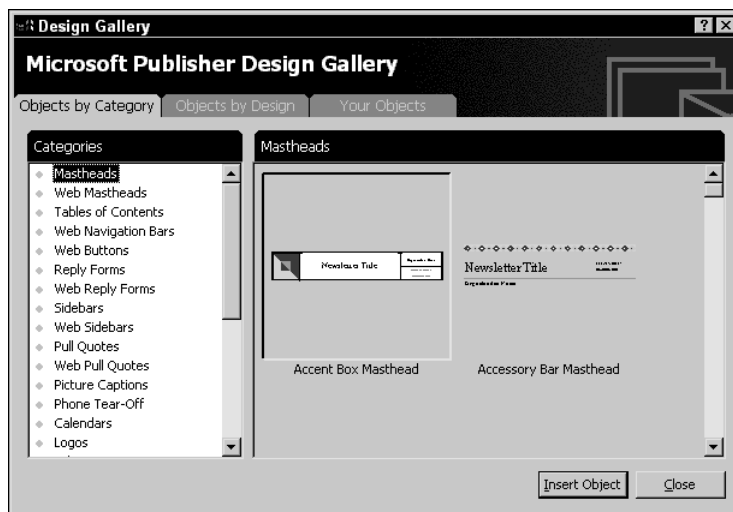 Design Gallery
Microsoft Publisher Design Gallery
Objects by Category Objects by Design Your Objects
Categories
Mastheads
Web Mastheads
Tables of Contents
Web Navigation Bars
Web Buttons
Reply Forms
Web Reply Forms
Sidebars
Web Sidebars
Pull Quotes
Web Pull Quotes
Picture Captions
Phone Tear-Off
Calendars
Logos
Mastheads
Newsletter Title
Accent Box Masthead
Newsletter Title
Organization Name
Accessory Bar Masthead
Insert Object Close